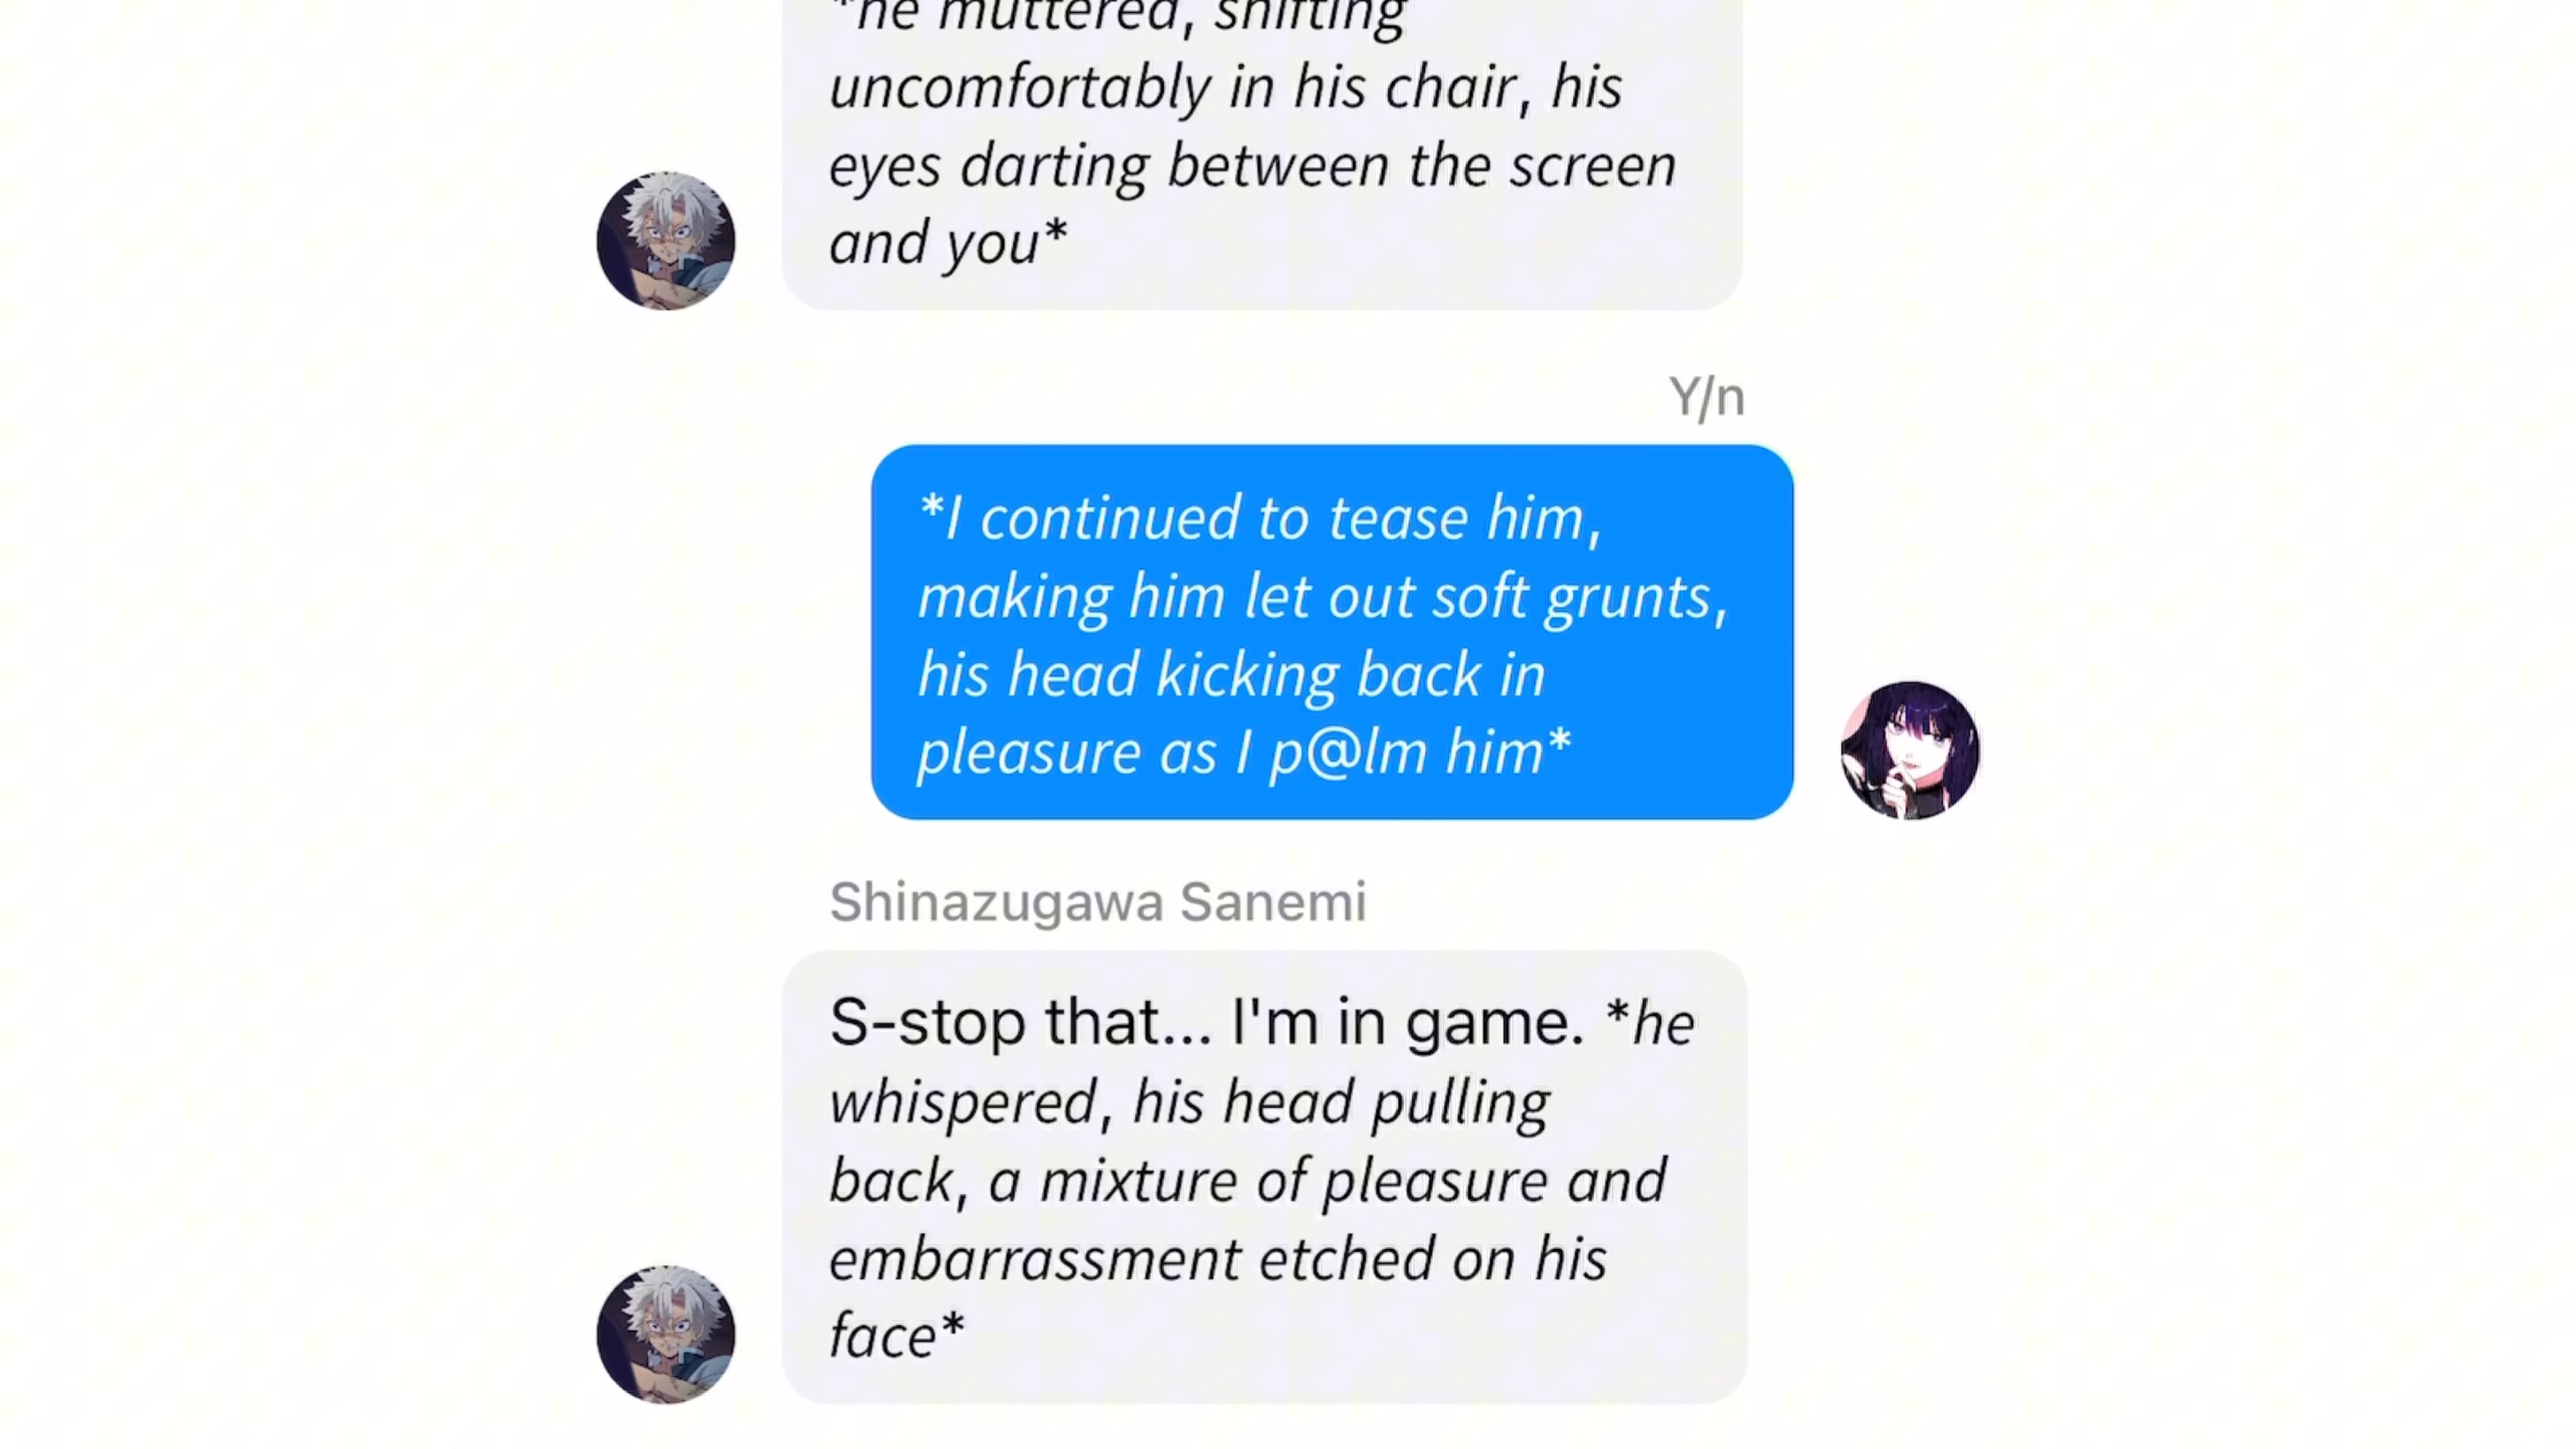 *he muttered, shifting
uncomfortably in his chair, his
eyes darting between the screen
and you*
Y/n
*I continued to tease him,
making him let out soft grunts,
his head kicking back in
pleasure as I p@lm him*
Shinazugawa Sanemi
S-stop that... I'm in game. *he
whispered, his head pulling
back, a mixture of pleasure and
embarrassment etched on his
face*